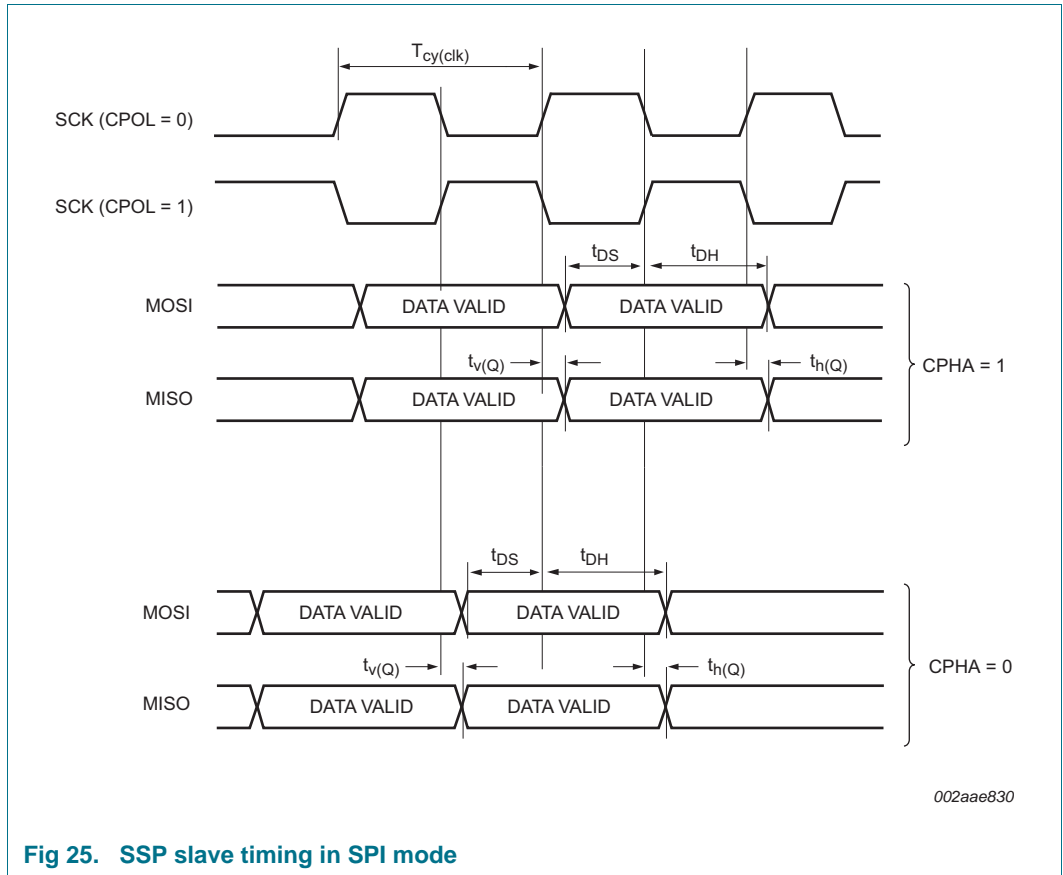 Tcy(clk)
SCK (CPOL = 0)
SCK (CPOL = 1)
tDS tDH
MOSI DATA VALID DATA VALID
tv(Q) th(Q)
CPHA = 1
MISO DATA VALID DATA VALID
tDS tDH
MOSI DATA VALID DATA VALID
tv(Q) th(Q)
CPHA = 0
MISO DATA VALID DATA VALID
002aae830
Fig 25. SSP slave timing in SPI mode